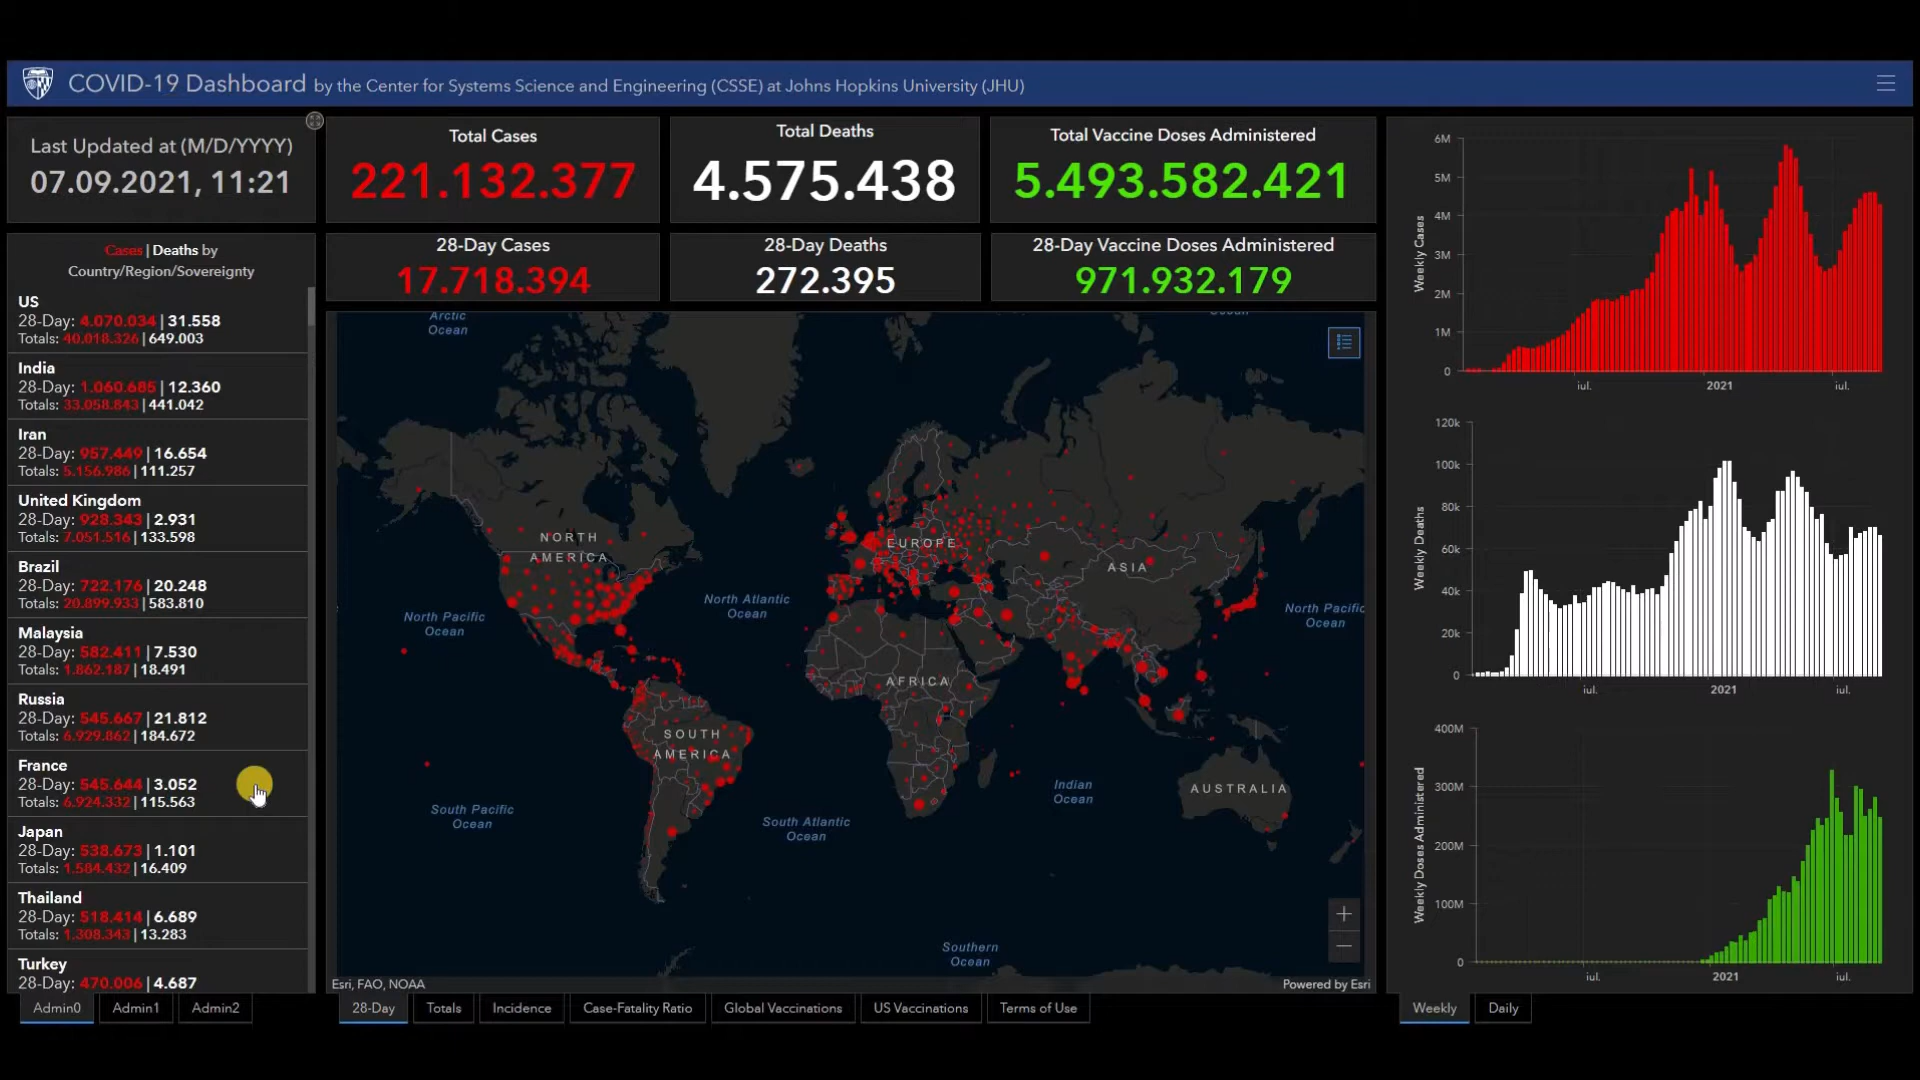 COVID-19 Dashboard by the Center for Systems Science and Engineering (CSSE) at Johns Hopkins University (JHU)
Last Updated at (M/D/YYYY)
07.09.2021, 11:21
Total Cases
221.132.377
Total Deaths
4.575.438
Total Vaccine Doses Administered
5.493.582.421
28-Day Cases
17.718.394
28-Day Deaths
272.395
28-Day Vaccine Doses Administered
971.932.179
Cases | Deaths by
Country/Region/Sovereignty
US
28-Day: 4.070.034 | 31.558
Totals: 40.018.326 | 649.003
India
28-Day: 1.060.685 | 12.360
Totals: 33.058.843 | 441.042
Iran
28-Day: 957.449 | 16.654
Totals: 5.156.986 | 111.257
United Kingdom
28-Day: 928.343 | 2.931
Totals: 7.051.516 | 133.598
Brazil
28-Day: 722.176 | 20.248
Totals: 20.899.933 | 583.810
Malaysia
28-Day: 582.411 | 7.530
Totals: 1.862.187 | 18.491
Russia
28-Day: 545.667 | 21.812
Totals: 6.929.862 | 184.672
France
28-Day: 545.644 | 3.052
Totals: 6.924.332 | 115.563
Japan
28-Day: 538.673 | 1.101
Totals: 1.584.432 | 16.409
Thailand
28-Day: 518.414 | 6.689
Totals: 1.308.343 | 13.283
Turkey
28-Day: 470.006 | 4.687
Admin0 Admin1 Admin2
Arctic
Ocean
NORTH
AMERICA
EUROPE
ASIA
North Pacific
Ocean
North Atlantic
Ocean
North Pacific
Ocean
AFRICA
SOUTH
AMERICA
South Pacific
Ocean
South Atlantic
Ocean
Indian
Ocean
AUSTRALIA
Southern
Ocean
Esri, FAO, NOAA
Powered by Esri
28-Day Totals Incidence Case-Fatality Ratio Global Vaccinations US Vaccinations Terms of Use
Weekly Cases
6M
5M
4M
3M
2M
1M
0
iul. 2021 iul.
Weekly Deaths
120k
100k
80k
60k
40k
20k
0
iul. 2021 iul.
Weekly Doses Administered
400M
300M
200M
100M
0
iul. 2021 iul.
Weekly Daily